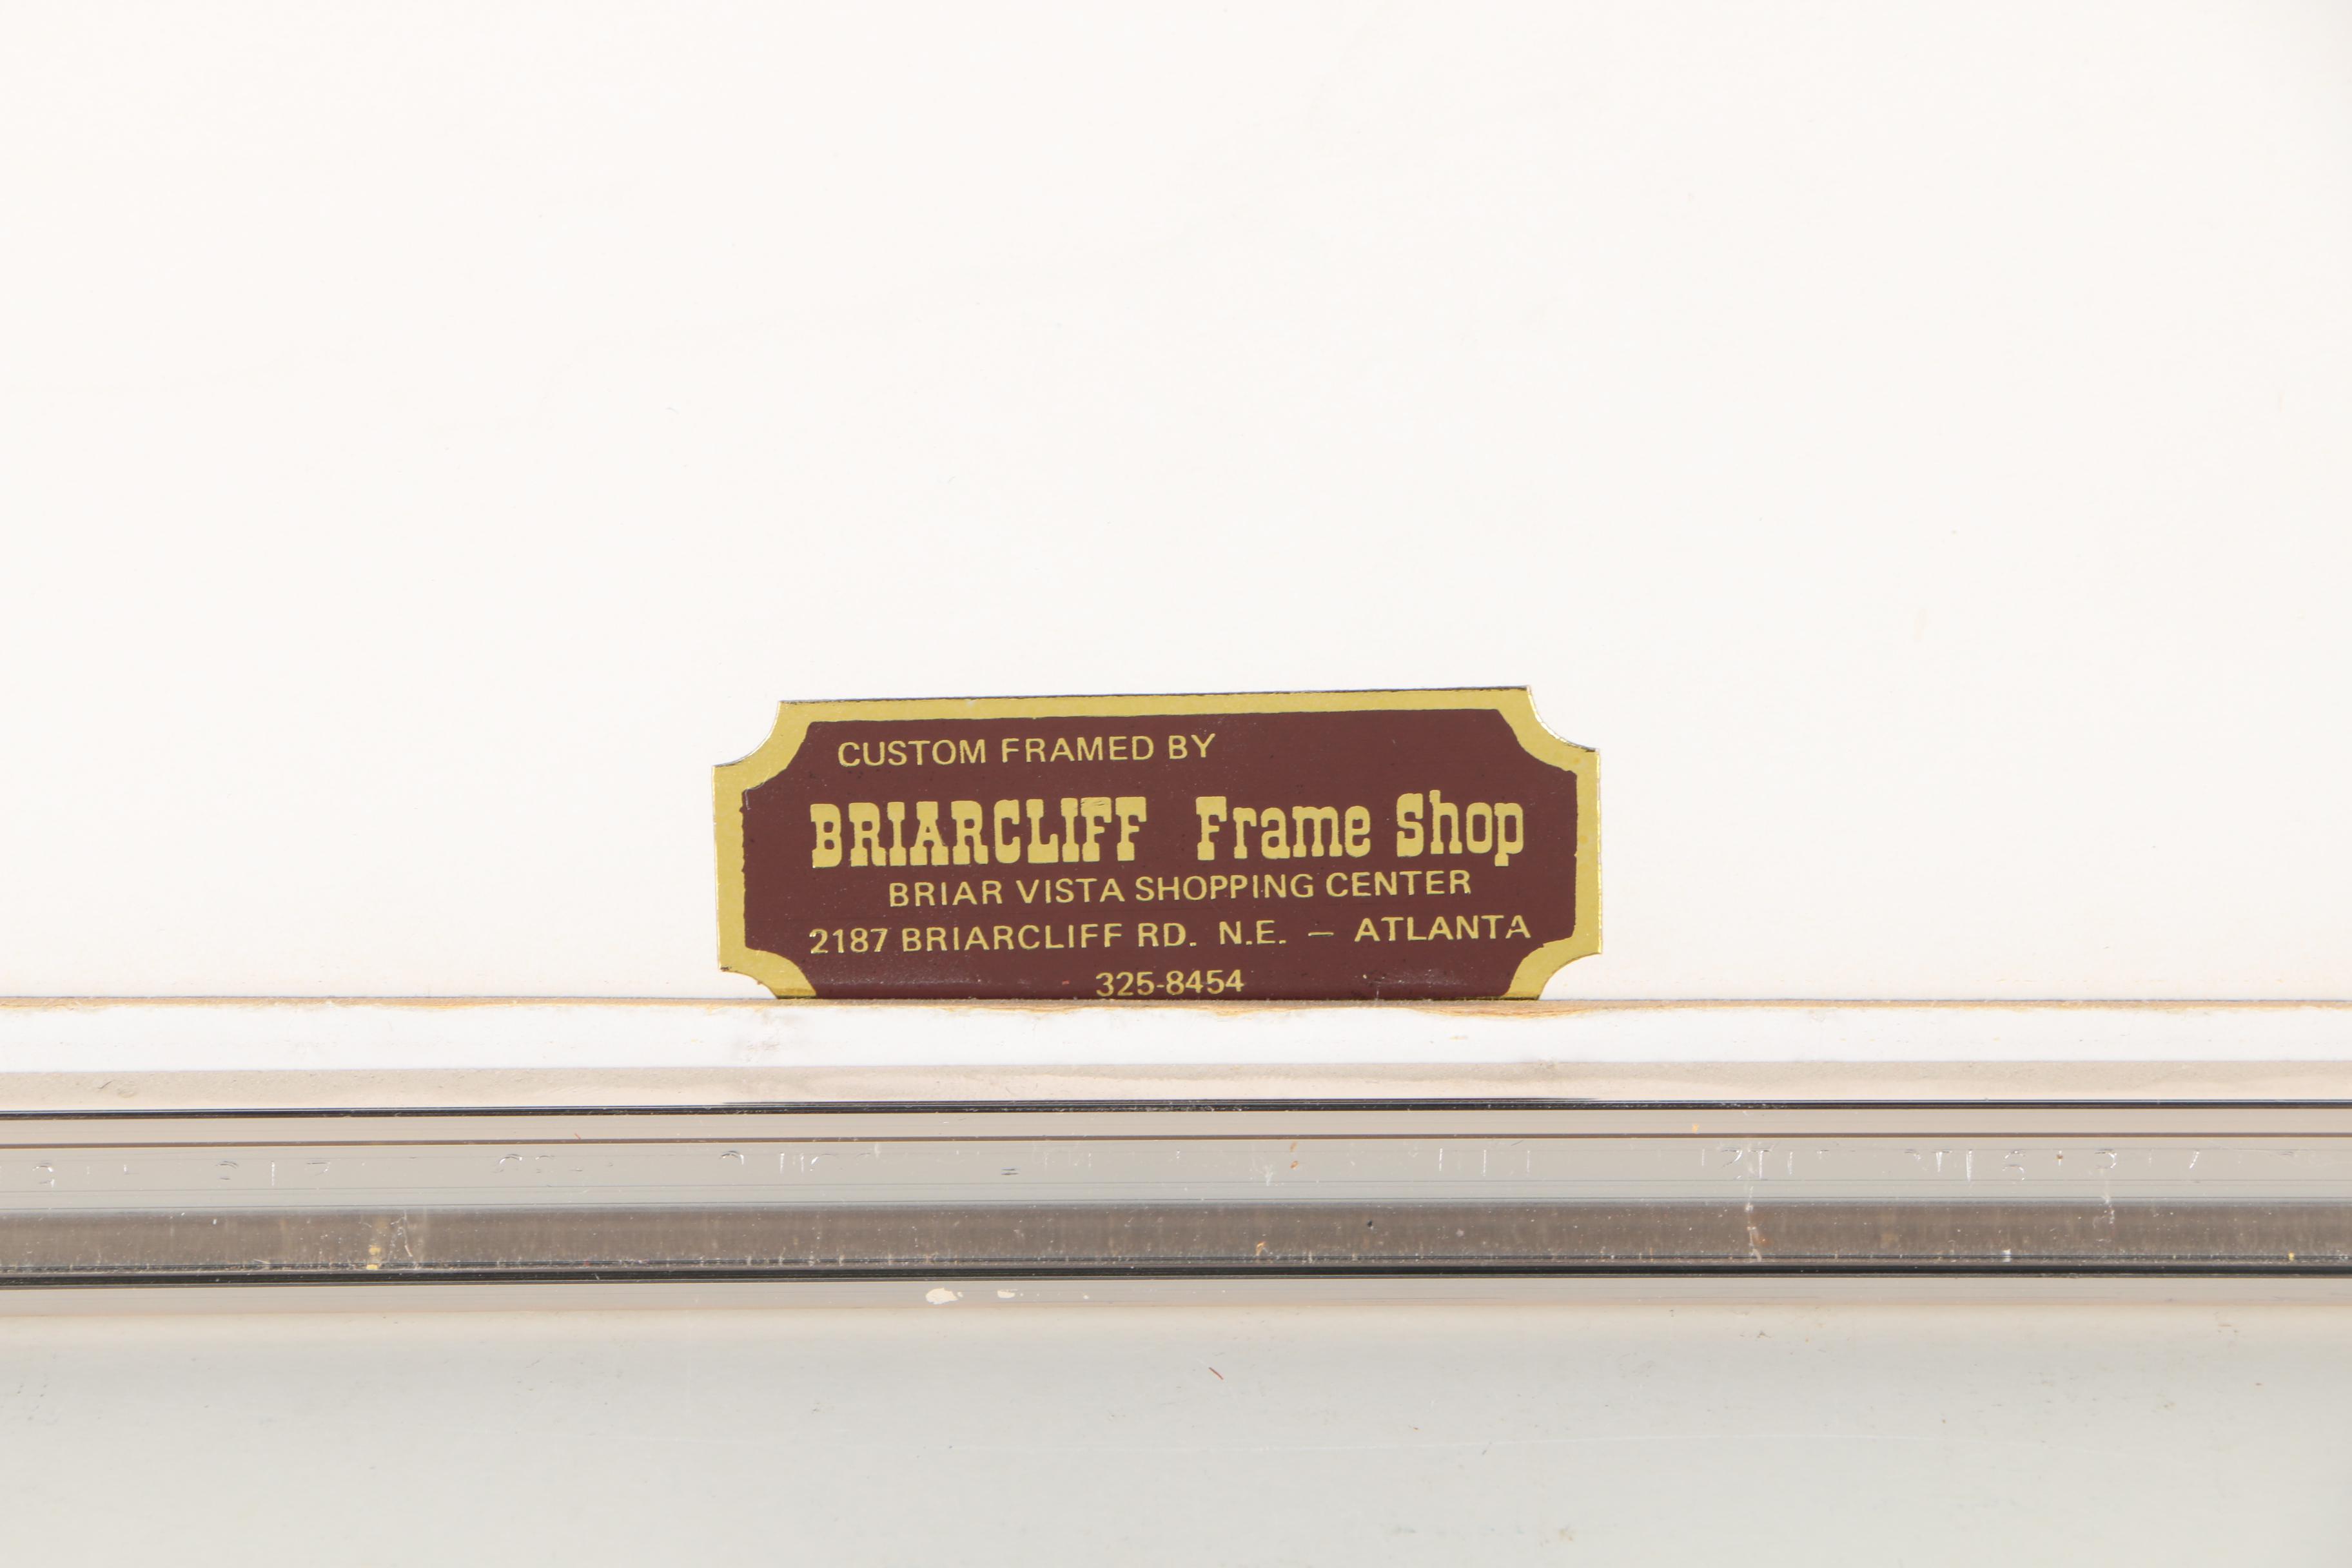 CUSTOM FRAMED BY
BRIARCLIFF Frame Shop
BRIAR VISTA SHOPPING CENTER
2187 BRIARCLIFF RD. N.E. — ATLANTA
325-8454